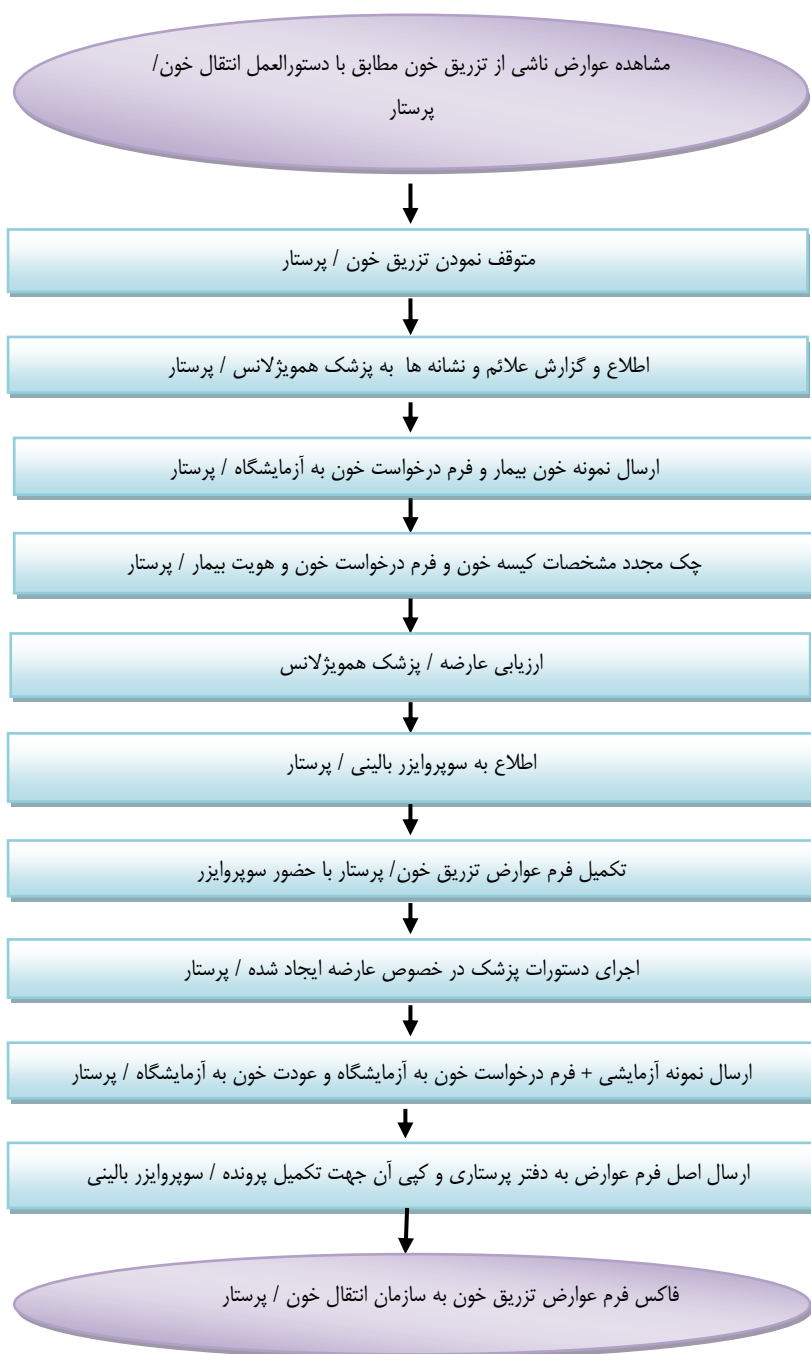 مشاهده عوارض ناشی از تزریق خون مطابق با دستورالعمل انتقال خون/
پرستار
متوقف نمودن تزریق خون / پرستار
اطلاع و گزارش علائم و نشانه ها به پزشک همویژلانس / پرستار
ارسال نمونه خون بیمار و فرم درخواست خون به آزمایشگاه / پرستار
چک مجدد مشخصات کیسه خون و فرم درخواست خون و هویت بیمار / پرستار
ارزیابی عارضه / پزشک همویژلانس
اطلاع به سوپروایزر بالینی / پرستار
تکمیل فرم عوارض تزریق خون/ پرستار با حضور سوپروایزر
اجرای دستورات پزشک در خصوص عارضه ایجاد شده / پرستار
ارسال نمونه آزمایشی + فرم درخواست خون به آزمایشگاه و عودت خون به آزمایشگاه / پرستار
ارسال اصل فرم عوارض به دفتر پرستاری و کپی آن جهت تکمیل پرونده / سوپروایزر بالینی
فاکس فرم عوارض تزریق خون به سازمان انتقال خون / پرستار